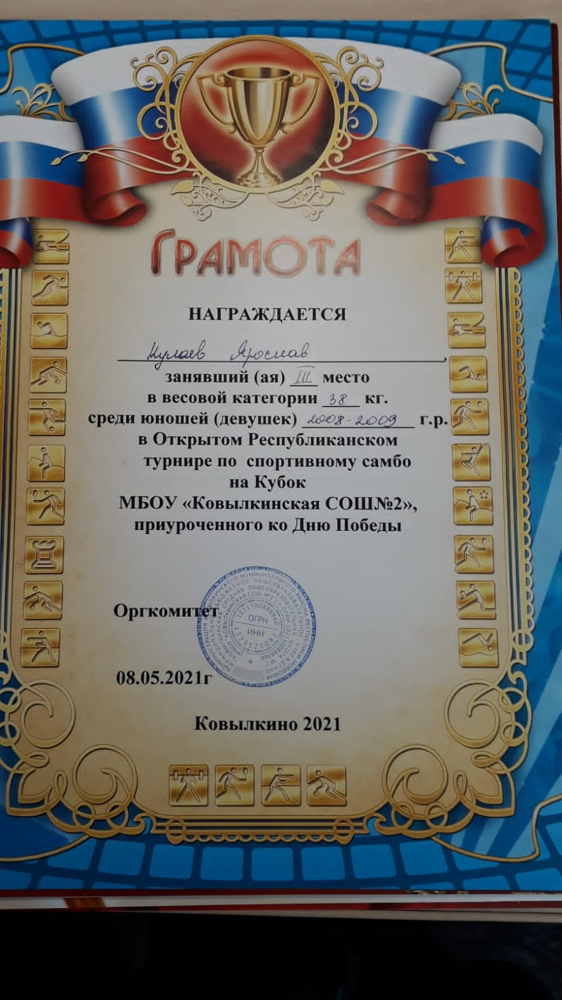 ГРАМОТА
НАГРАЖДАЕТСЯ
Кулаев Ярослав,
занявший (ая) III место
в весовой категории 38 кг.
среди юношей (девушек) 2008-2009 г.р.
в Открытом Республиканском
турнире по спортивному самбо
на Кубок
МБОУ «Ковылкинская СОШ№2»,
приуроченного ко Дню Победы
Оргкомитет
ОГРН
ИНН
08.05.2021г
Ковылкино 2021